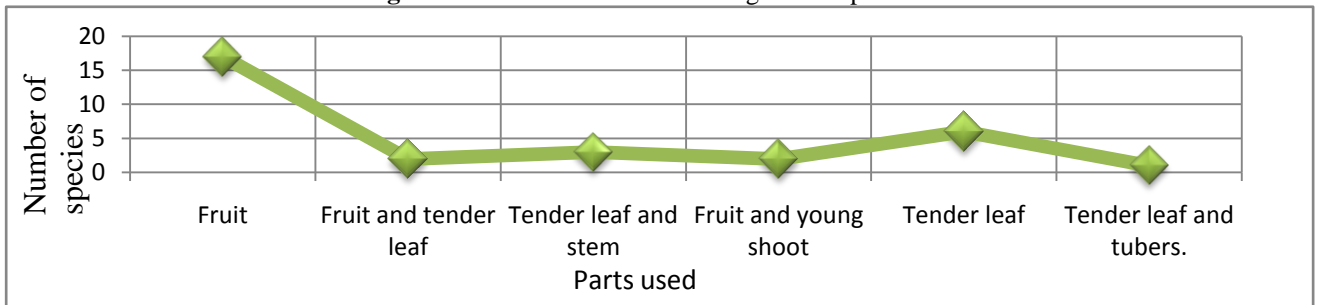 20
15
10
5
0
Number of
species
Fruit
Fruit and tender
leaf
Tender leaf and
stem
Fruit and young
shoot
Tender leaf
Tender leaf and
tubers.
Parts used